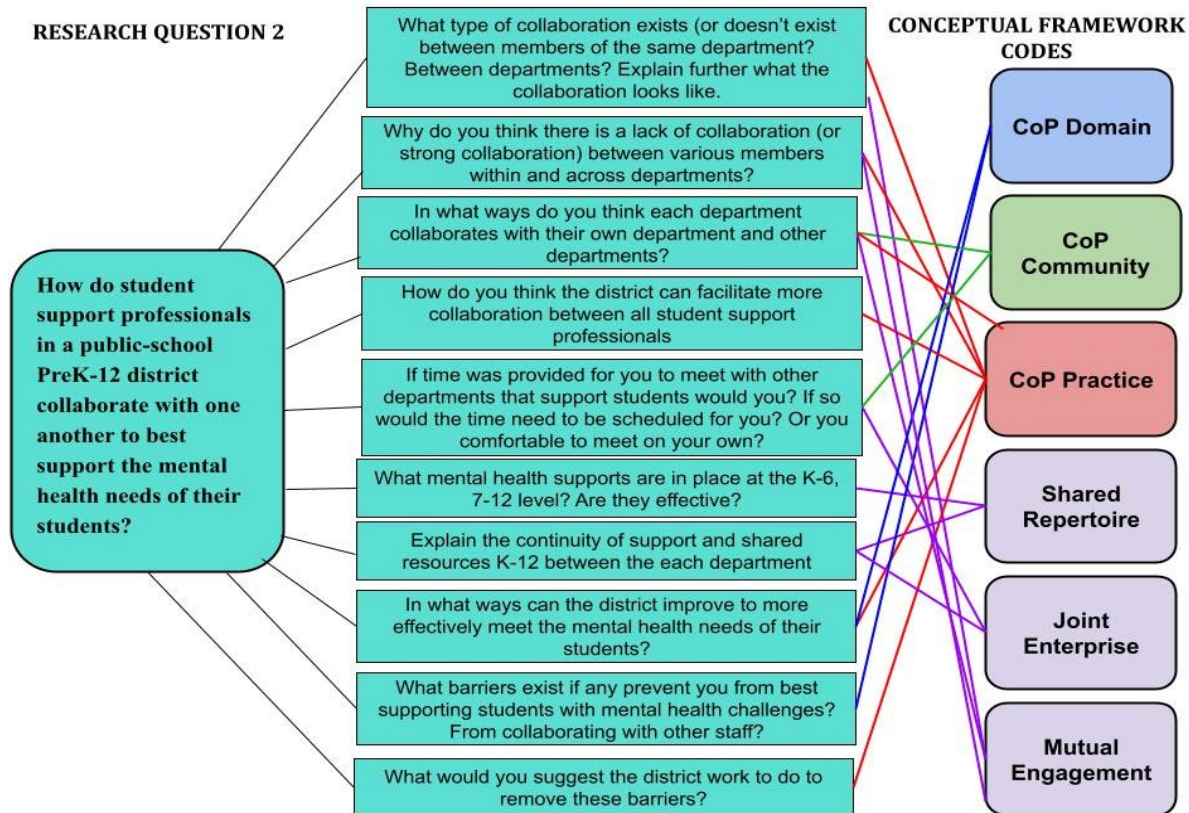 RESEARCH QUESTION 2
How do student
support professionals
in a public-school
PreK-12 district
collaborate with one
another to best
support the mental
health needs of their
students?
What type of collaboration exists (or doesn't exist
between members of the same department?
Between departments? Explain further what the
collaboration looks like.
Why do you think there is a lack of collaboration (or
strong collaboration) between various members
within and across departments?
In what ways do you think each department
collaborates with their own department and other
departments?
How do you think the district can facilitate more
collaboration between all student support
professionals
If time was provided for you to meet with other
departments that support students would you? If so
would the time need to be scheduled for you? Or you
comfortable to meet on your own?
What mental health supports are in place at the K-6,
7-12 level? Are they effective?
Explain the continuity of support and shared
resources K-12 between the each department
In what ways can the district improve to more
effectively meet the mental health needs of their
students?
What barriers exist if any prevent you from best
supporting students with mental health challenges?
From collaborating with other staff?
What would you suggest the district work to do to
remove these barriers?
CONCEPTUAL FRAMEWORK
CODES
CoP Domain
CoP
Community
CoP Practice
Shared
Repertoire
Joint
Enterprise
Mutual
Engagement